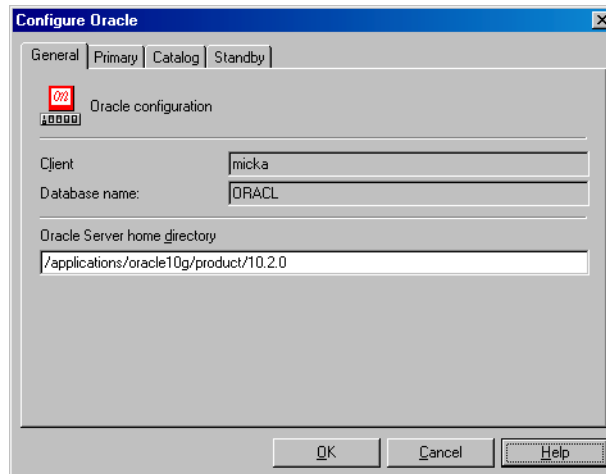 Configure Oracle
General Primary Catalog Standby
Oracle configuration
Client micka
Database name: ORACL
Oracle Server home directory
/applications/oracle10g/product/10.2.0
OK Cancel Help